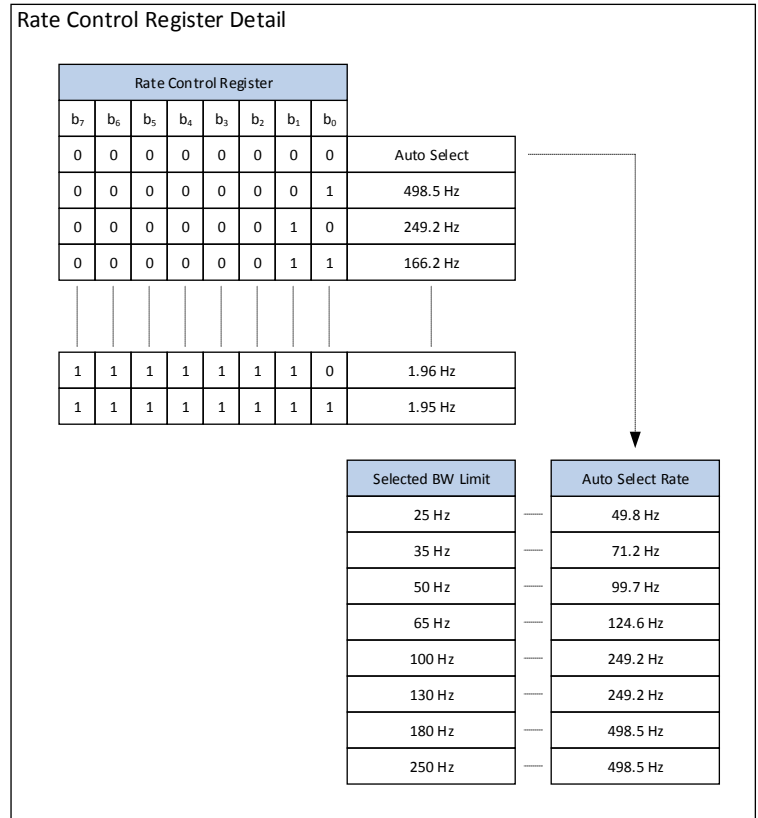 Rate Control Register Detail
Rate Control Register
b₇ b₆ b₅ b₄ b₃ b₂ b₁ b₀
0 0 0 0 0 0 0 0 Auto Select
0 0 0 0 0 0 0 1 498.5 Hz
0 0 0 0 0 0 1 0 249.2 Hz
0 0 0 0 0 0 1 1 166.2 Hz
1 1 1 1 1 1 1 0 1.96 Hz
1 1 1 1 1 1 1 1 1.95 Hz
Selected BW Limit Auto Select Rate
25 Hz 49.8 Hz
35 Hz 71.2 Hz
50 Hz 99.7 Hz
65 Hz 124.6 Hz
100 Hz 249.2 Hz
130 Hz 249.2 Hz
180 Hz 498.5 Hz
250 Hz 498.5 Hz